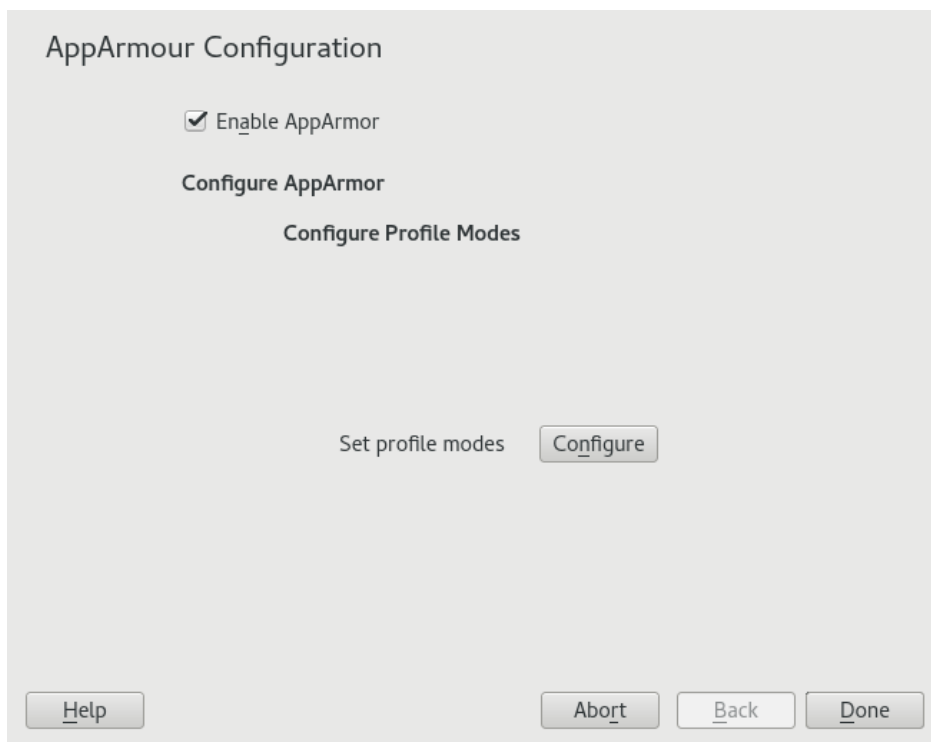 AppArmour Configuration
Enable AppArmor
Configure AppArmor
Configure Profile Modes
Set profile modes Configure
Help Abort Back Done